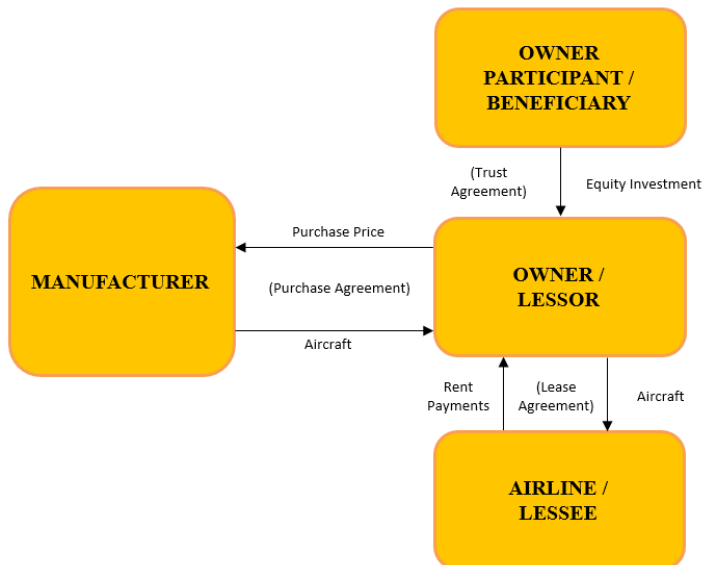 OWNER
PARTICIPANT /
BENEFICIARY
(Trust
Agreement)
Equity Investment
Purchase Price
MANUFACTURER
(Purchase Agreement)
OWNER /
LESSOR
Aircraft
Rent
Payments
(Lease
Agreement)
Aircraft
AIRLINE /
LESSEE